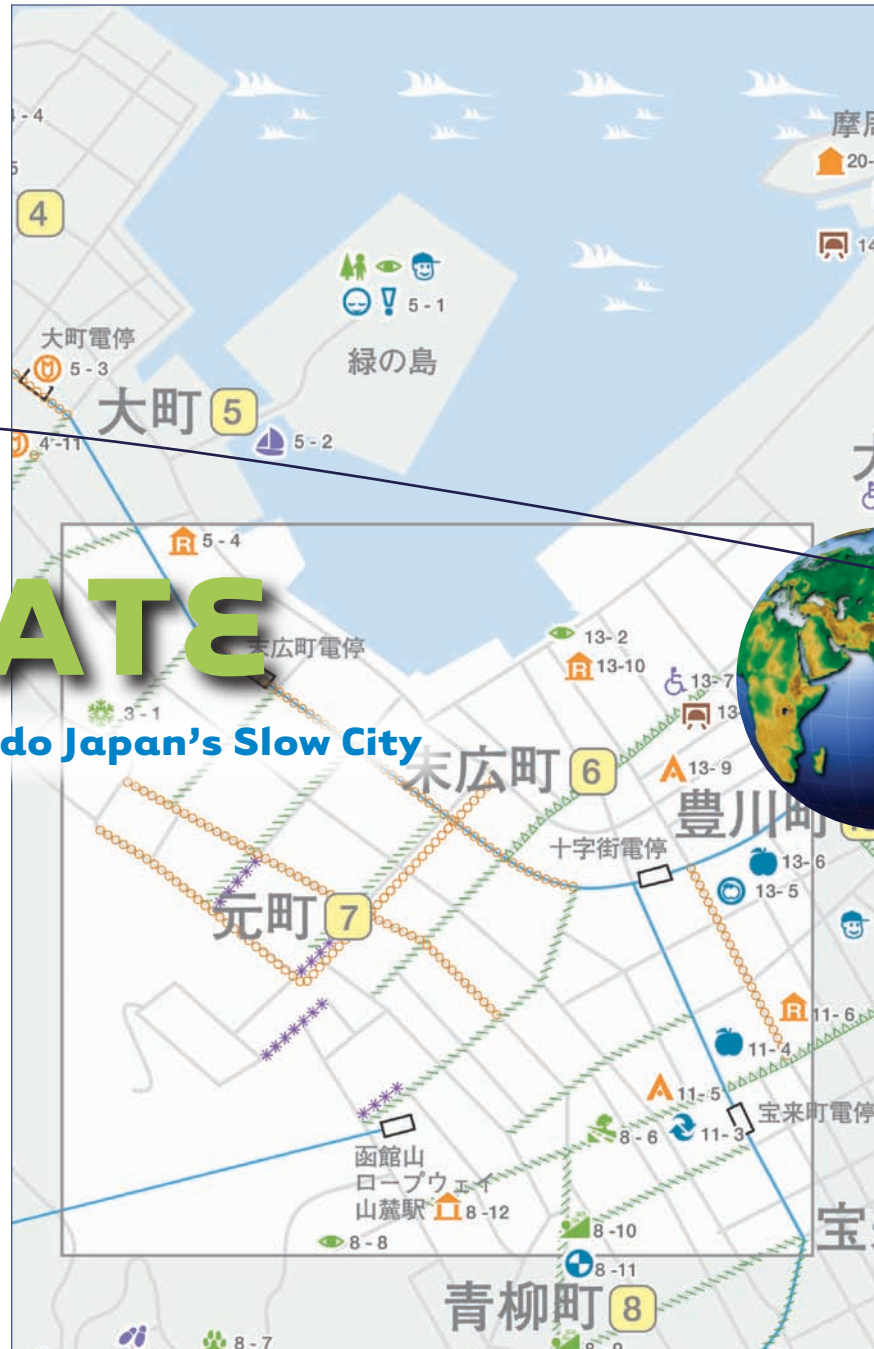 摩周
20-
14
4
5 - 1
緑の島
大町電停
5 - 3
大町 5
5 - 2
4 -11
5 - 4
ATE
末広町電停
13- 2
13-10
13- 7
13-
3 - 1
do Japan's Slow City
末広町 6
13- 9
豊川町
十字街電停
13- 6
13- 5
元町 7
11- 6
11- 4
11- 5
宝来町電停
8 - 6
11- 3
函館山
ロープウェイ
山麓駅
8 -12
8 - 8
8 -10
8 -11
宝
青柳町 8
8 - 7
8 - 9